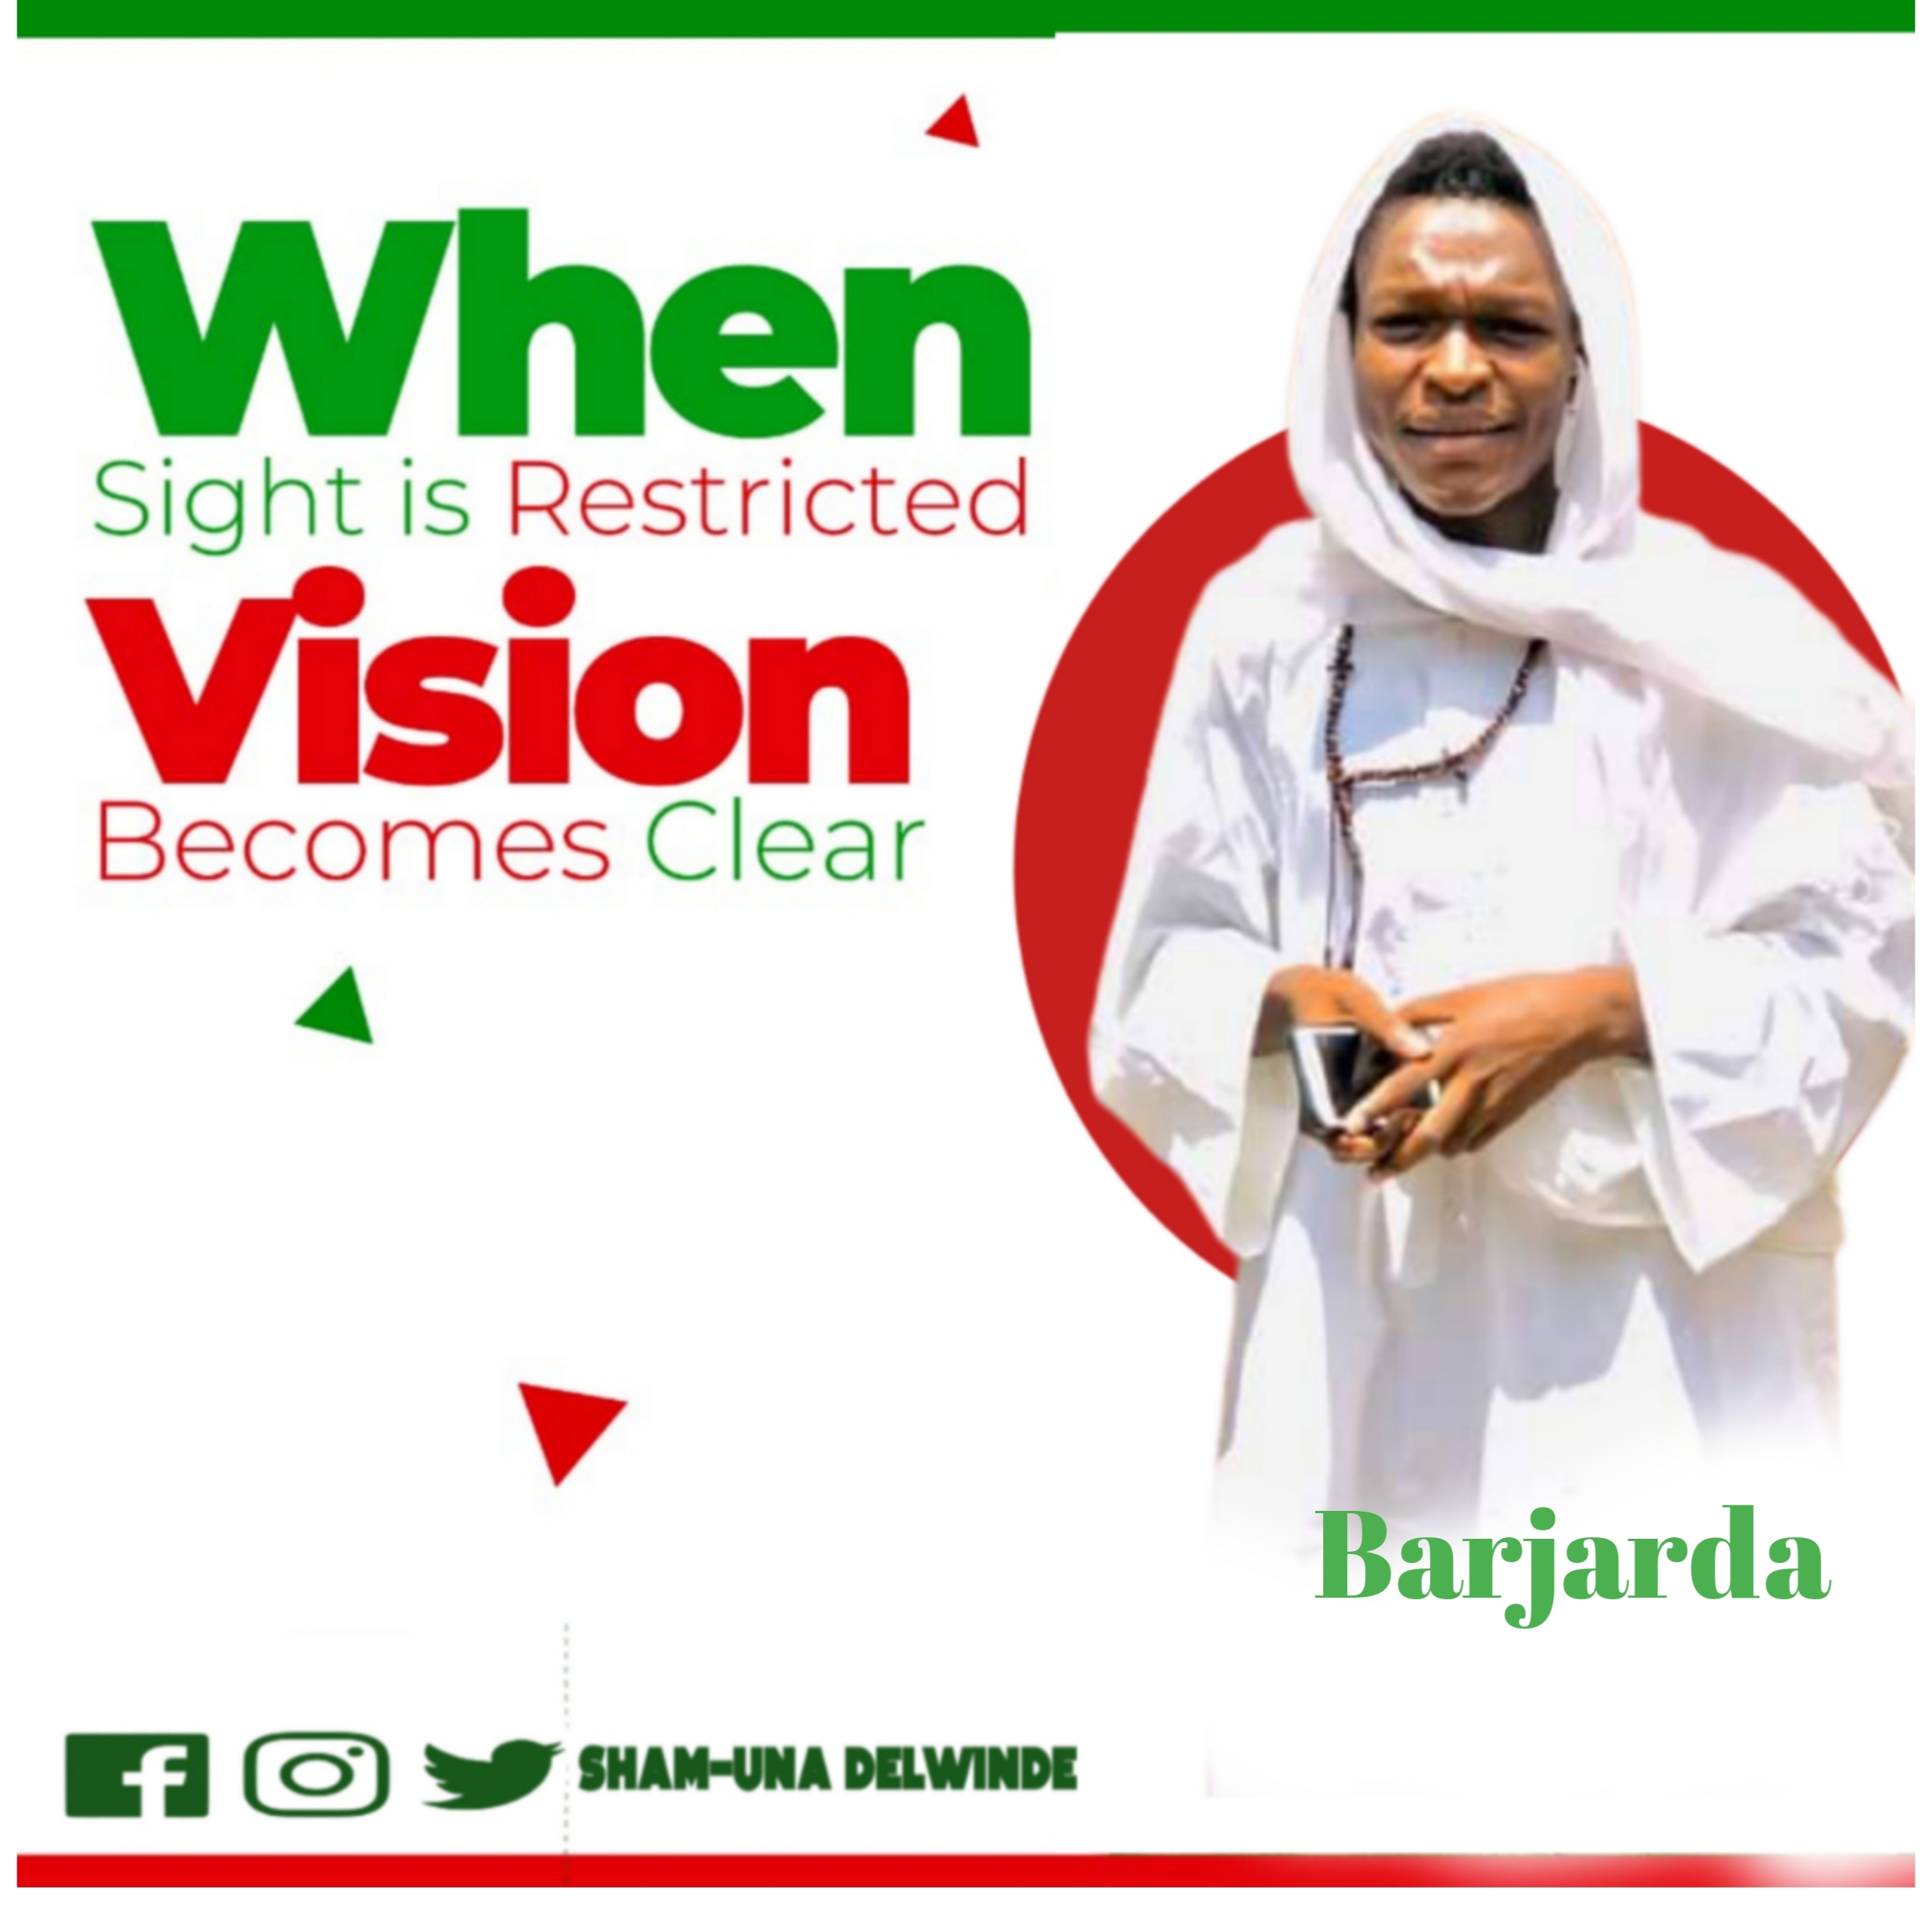 When
Sight is Restricted
Vision
Becomes Clear
Barjarda
SHAM-UNA DELWINDE